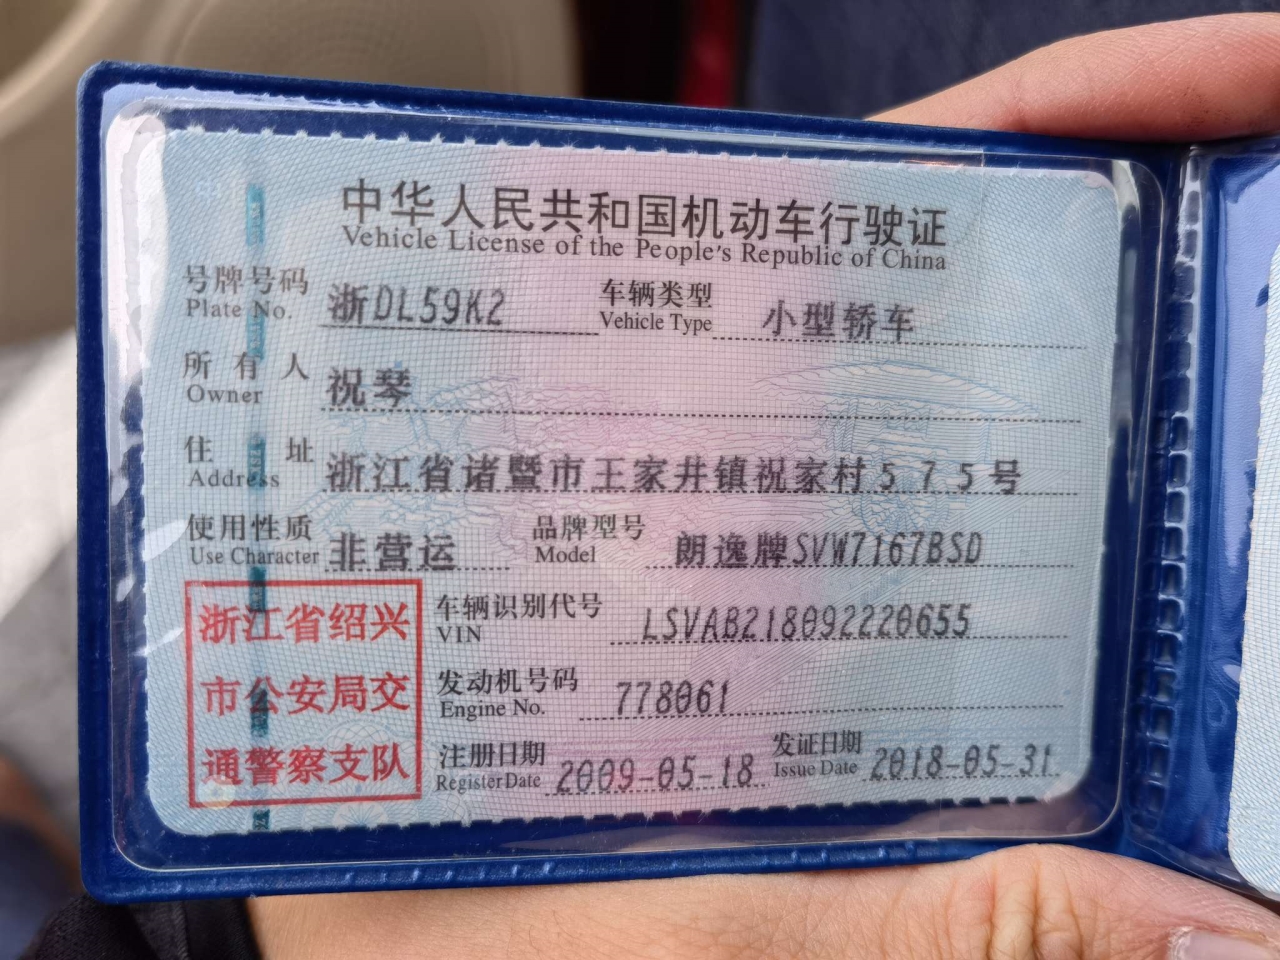 中华人民共和国机动车行驶证
Vehicle License of the People's Republic of China
号牌号码 浙DL59K2 车辆类型 小型轿车
Plate No. Vehicle Type
所有人 祝琴
Owner
住址 浙江省诸暨市王家井镇祝家村575号
Address
使用性质 非营运 品牌型号 朗逸牌SVW7167BSD
Use Character Model
浙江省绍兴
市公安局交
通警察支队
车辆识别代号 LSVAB218092220655
VIN
发动机号码 778061
Engine No.
注册日期 2009-05-18 发证日期 2018-05-31
Register Date Issue Date